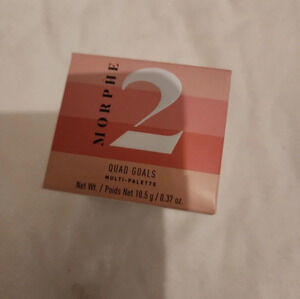 MORPHE
2
QUAD GOALS
MULTI-PALETTE
Net Wt. / Poids Net 10.5 g / 0.37 oz.